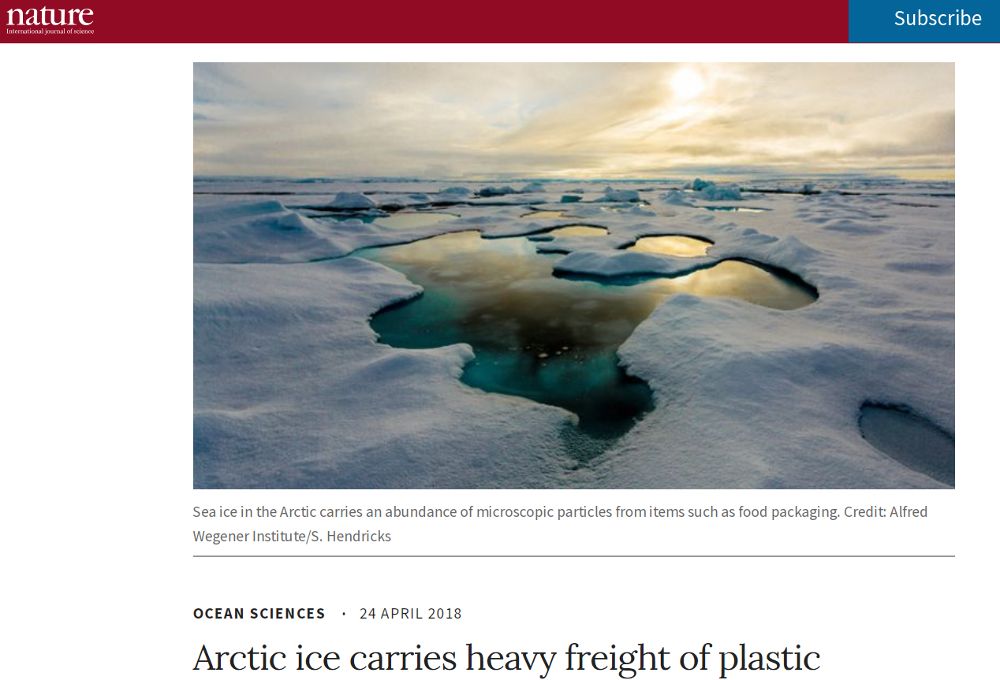 nature
International journal of science
Subscribe
Sea ice in the Arctic carries an abundance of microscopic particles from items such as food packaging. Credit: Alfred
Wegener Institute/S. Hendricks
OCEAN SCIENCES • 24 APRIL 2018
Arctic ice carries heavy freight of plastic